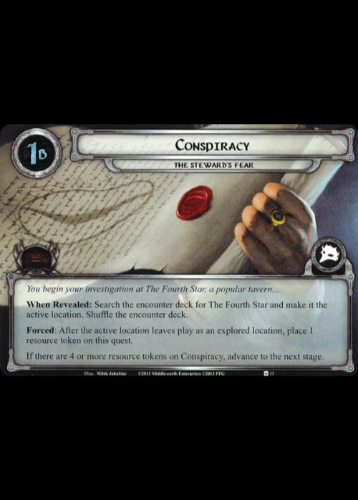 1B
CONSPIRACY
THE STEWARD'S FEAR
You begin your investigation at The Fourth Star, a popular tavern...
When Revealed: Search the encounter deck for The Fourth Star and make it the
active location. Shuffle the encounter deck.
Forced: After the active location leaves play as an explored location, place 1
resource token on this quest.
If there are 4 or more resource tokens on Conspiracy, advance to the next stage.
©2013 Middle-earth Enterprises ©2013 FFG